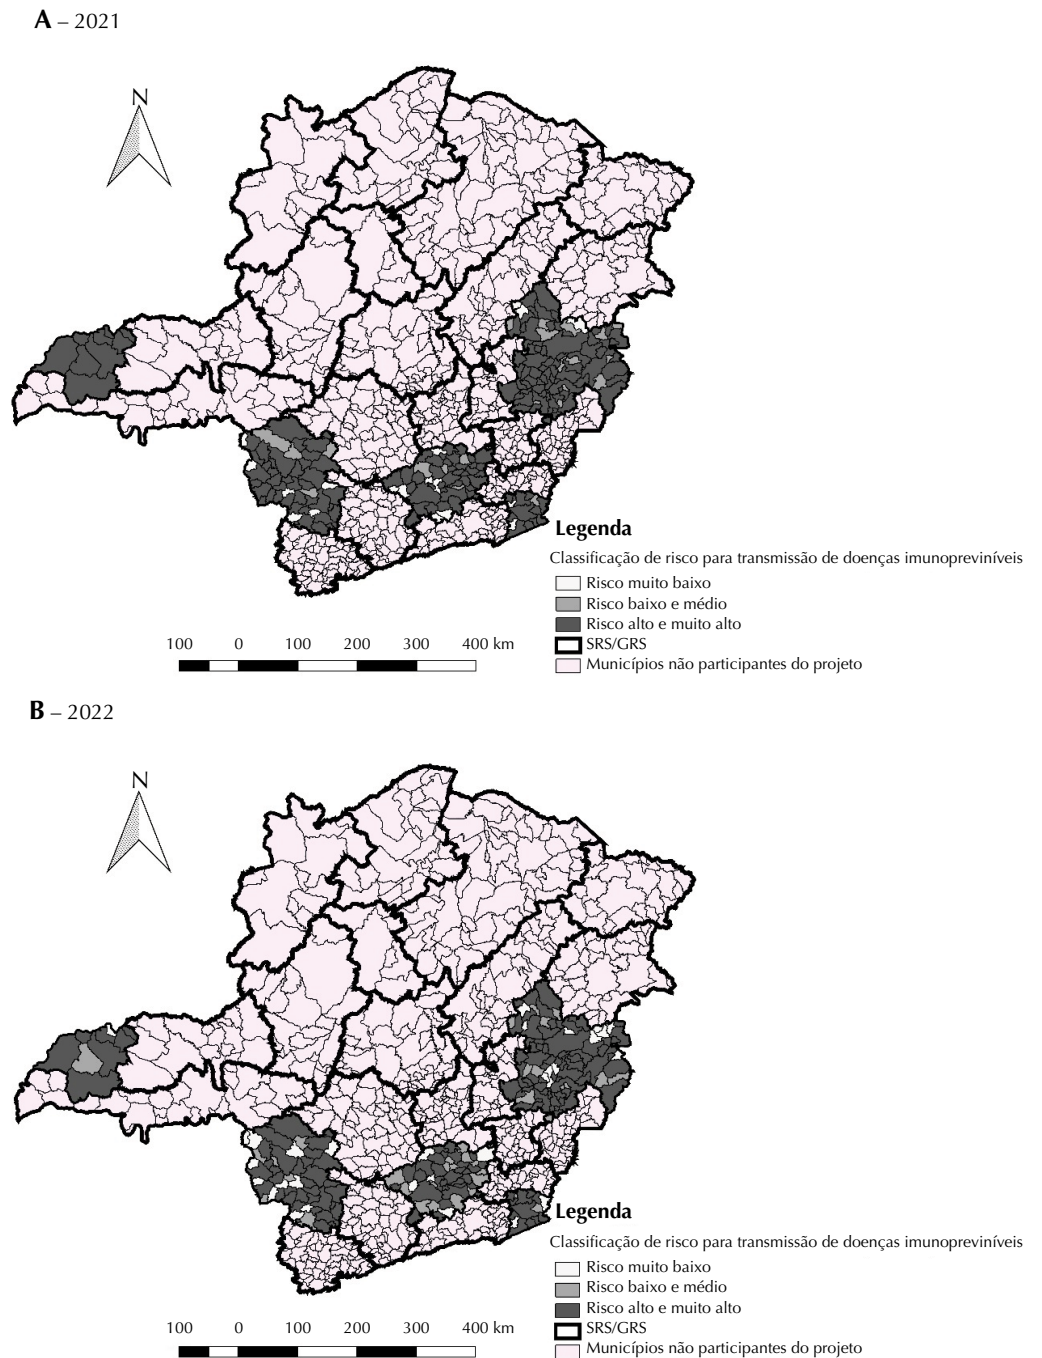 A – 2021
N
Legenda
Classificação de risco para transmissão de doenças imunopreviníveis
Risco muito baixo
Risco baixo e médio
Risco alto e muito alto
SRS/GRS
Municípios não participantes do projeto
100 0 100 200 300 400 km
B – 2022
N
Legenda
Classificação de risco para transmissão de doenças imunopreviníveis
Risco muito baixo
Risco baixo e médio
Risco alto e muito alto
SRS/GRS
Municípios não participantes do projeto
100 0 100 200 300 400 km